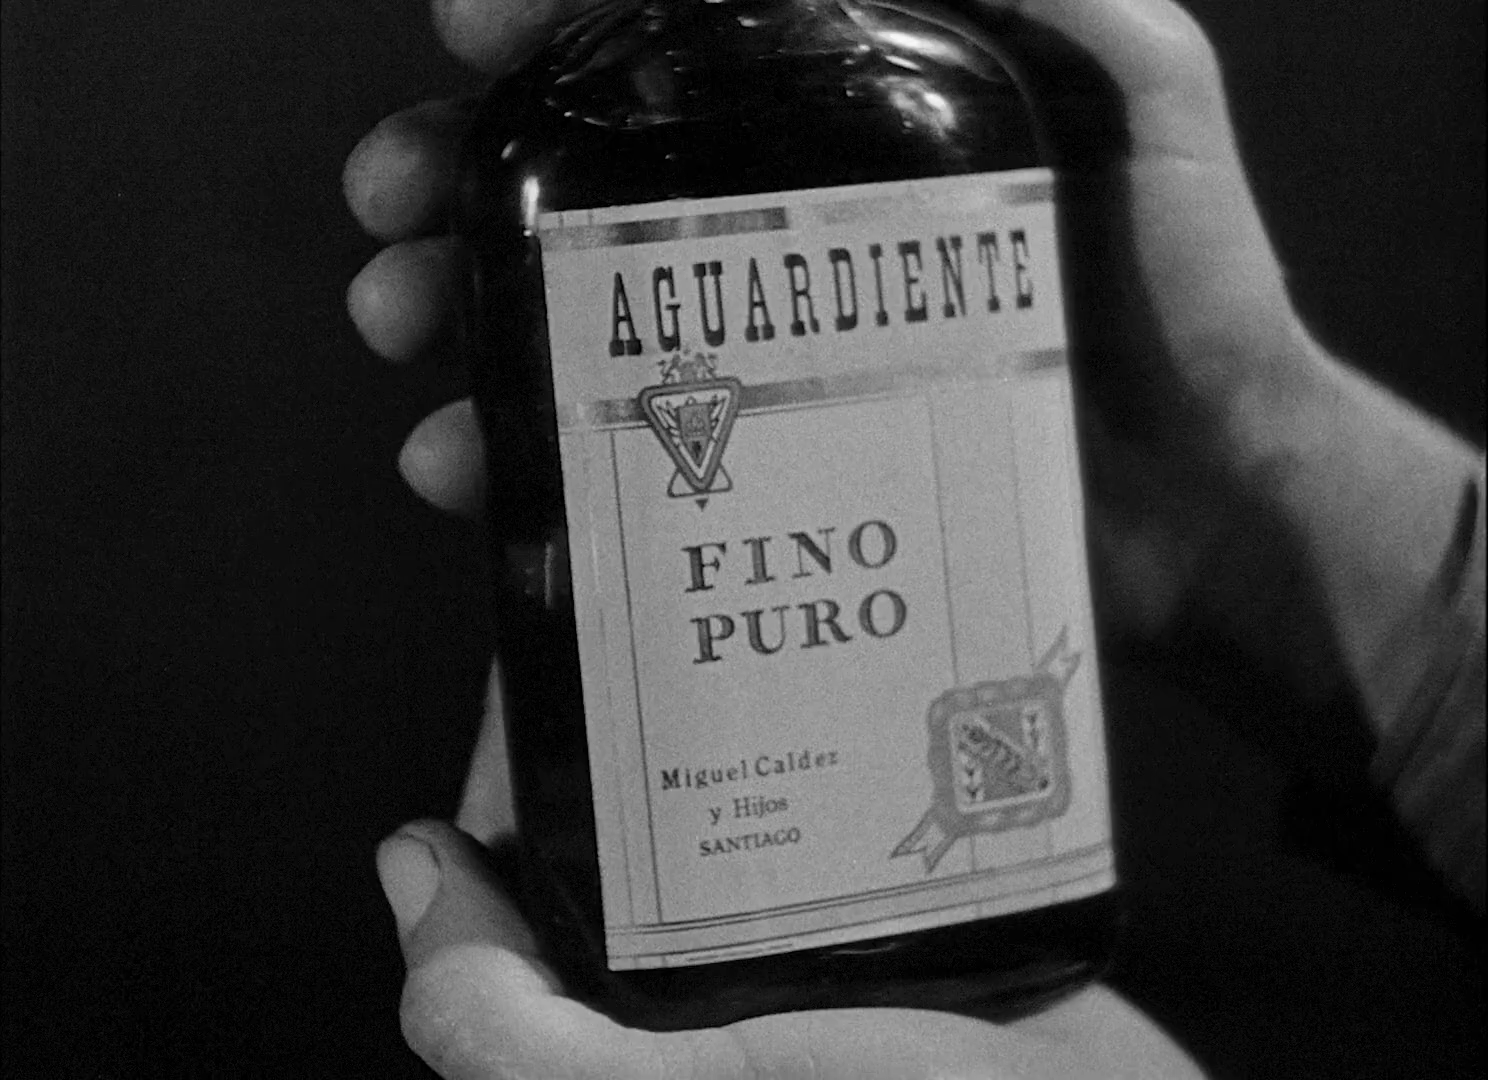 AGUARDIENTE
FINO
PURO
Miguel Caldez
y Hijos
SANTIAGO